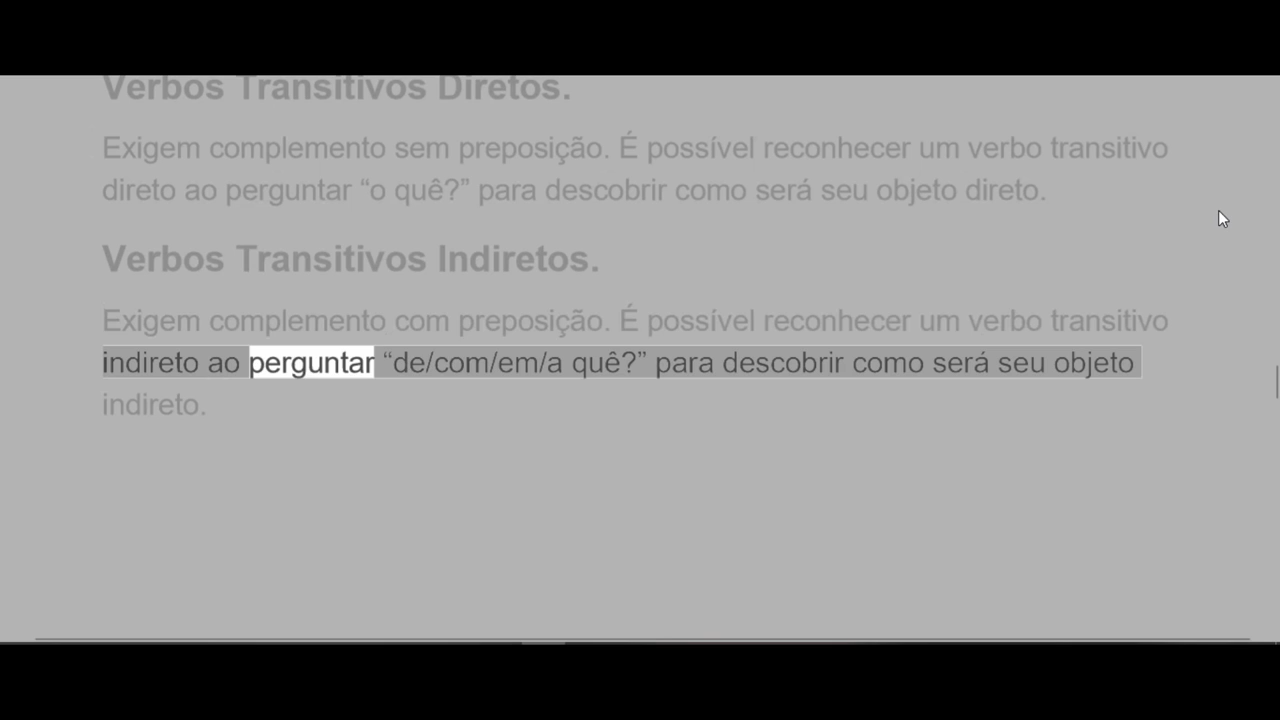 Verbos Transitivos Diretos.
Exigem complemento sem preposição. É possível reconhecer um verbo transitivo
direto ao perguntar “o quê?” para descobrir como será seu objeto direto.
Verbos Transitivos Indiretos.
Exigem complemento com preposição. É possível reconhecer um verbo transitivo
indireto ao perguntar “de/com/em/a quê?” para descobrir como será seu objeto
indireto.